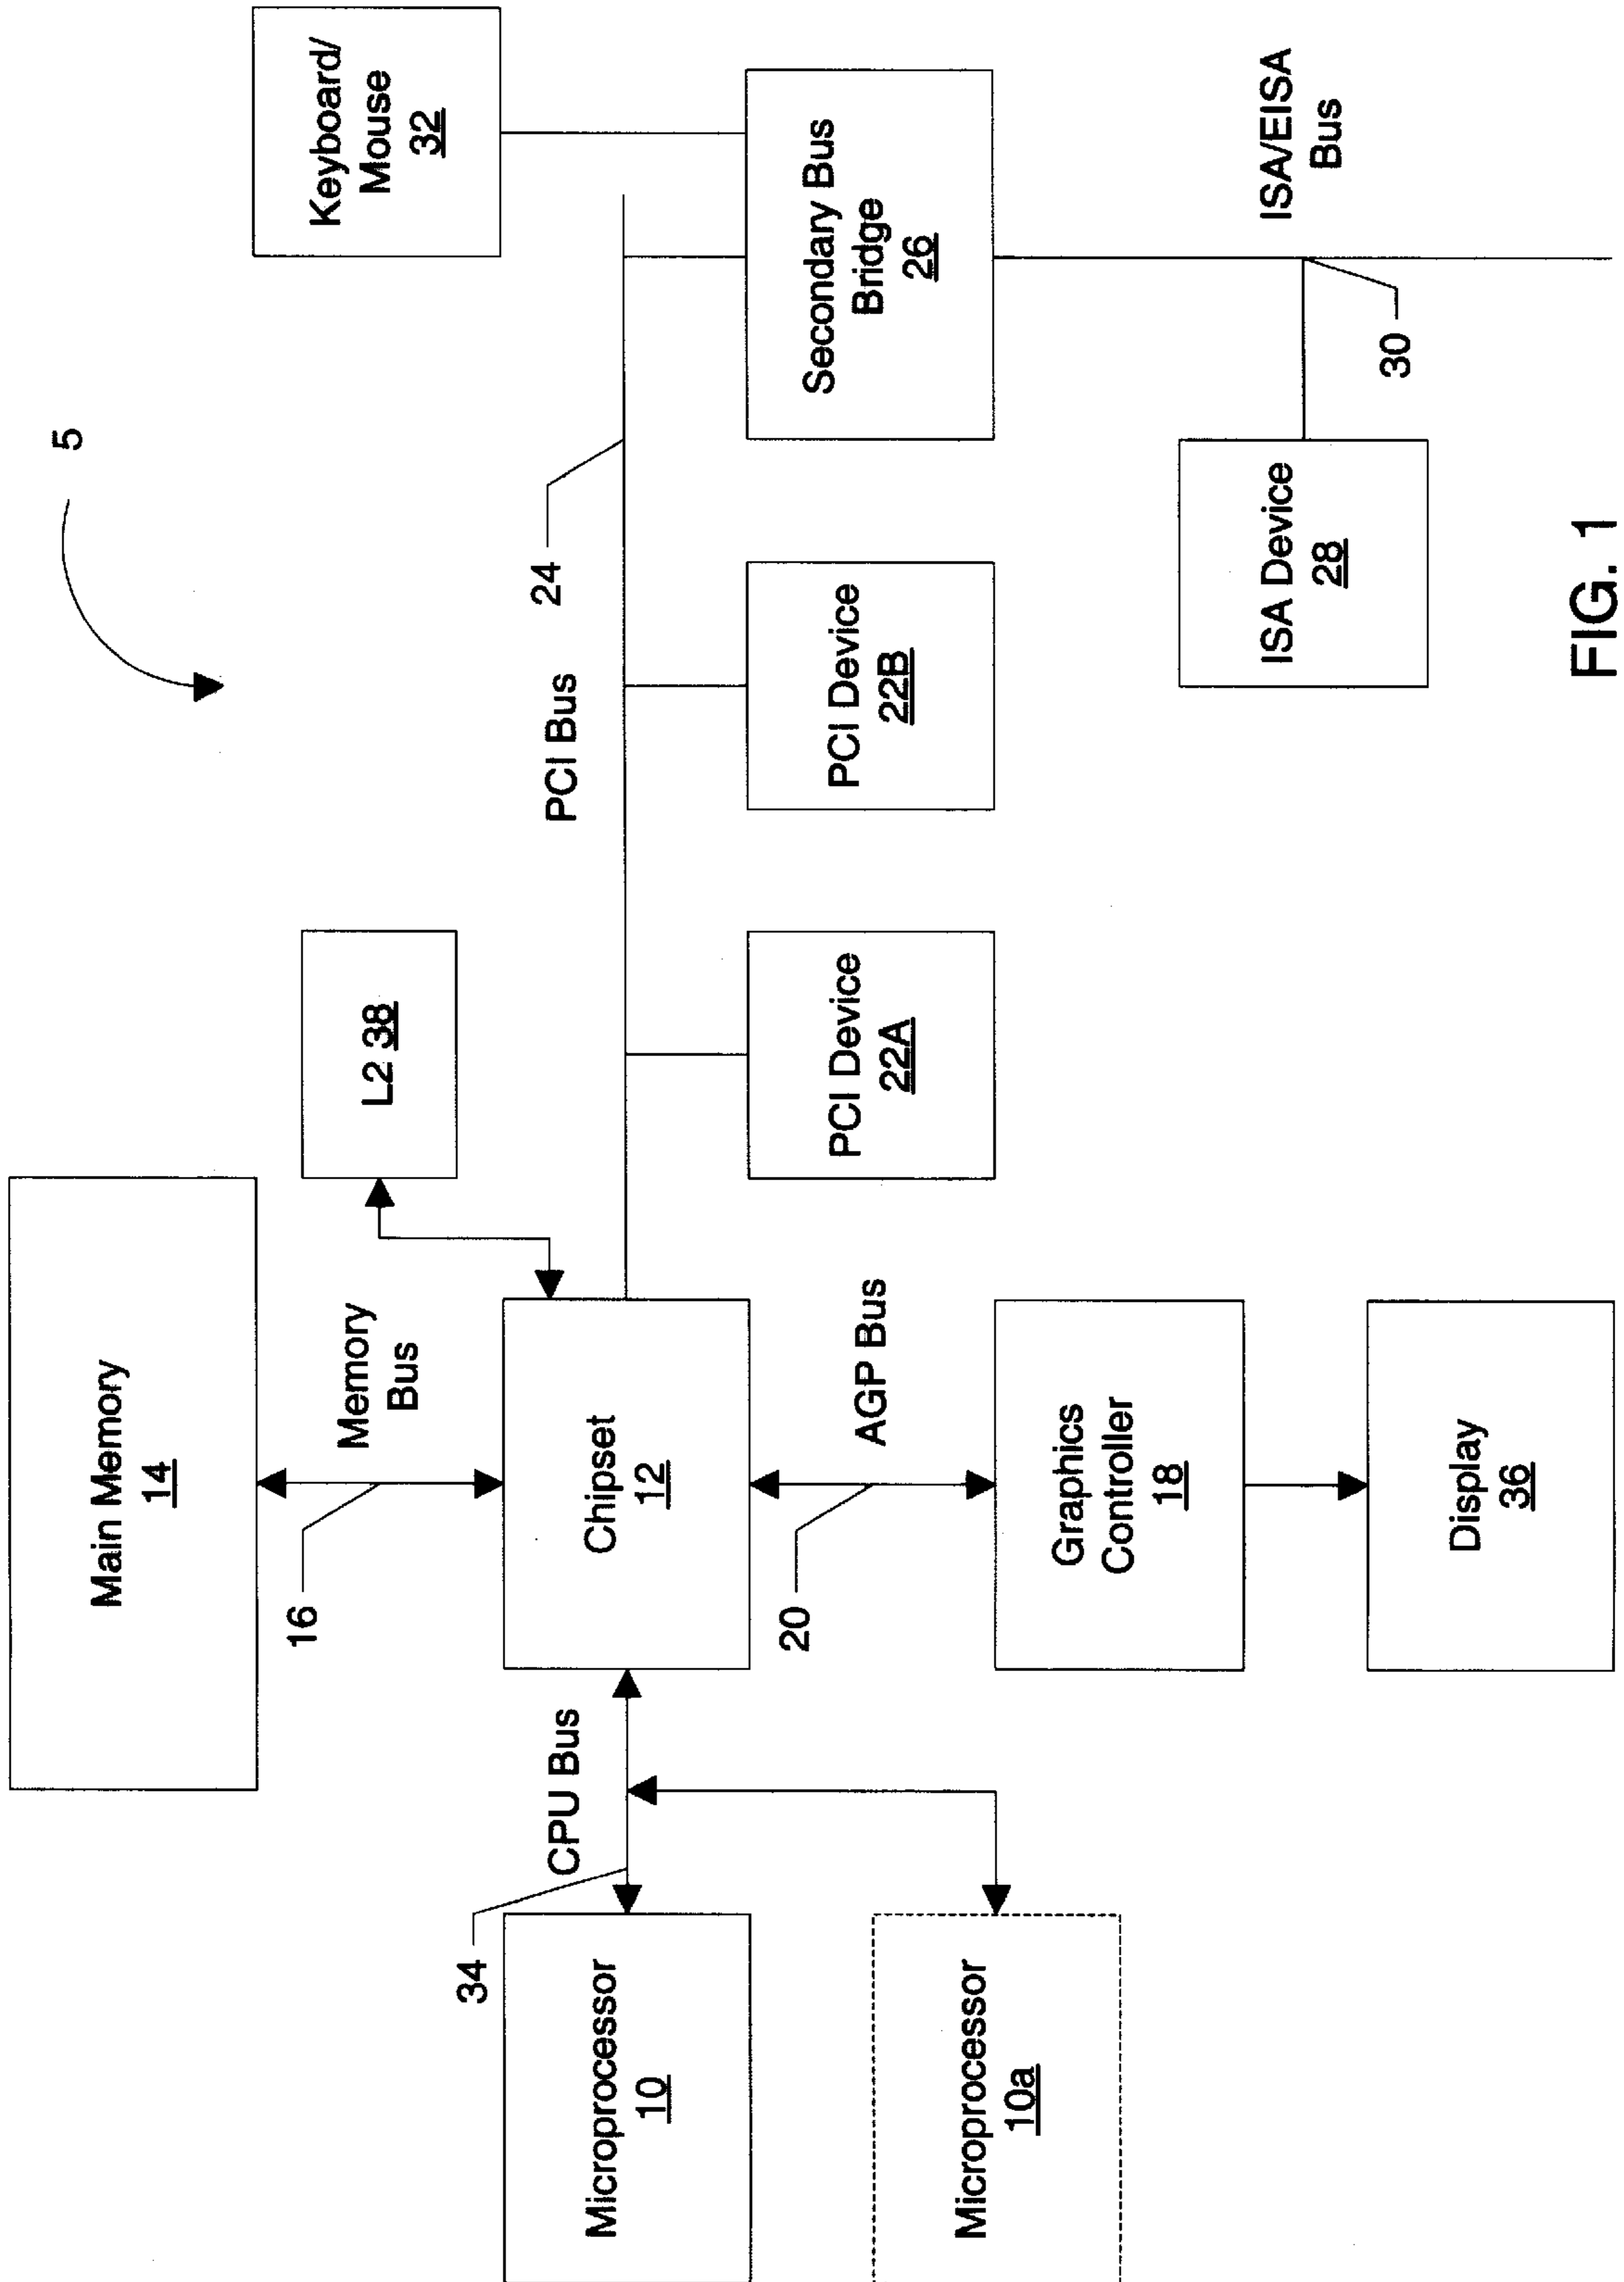 5
Main Memory
14
Keyboard/
Mouse
32
16
Memory
Bus
L2 38
34
CPU Bus
PCI Bus
24
Microprocessor
10
Chipset
12
PCI Device
22A
PCI Device
22B
Secondary Bus
Bridge
26
20
AGP Bus
Microprocessor
10a
Graphics
Controller
18
ISA Device
28
30
ISA/EISA
Bus
Display
36
FIG. 1